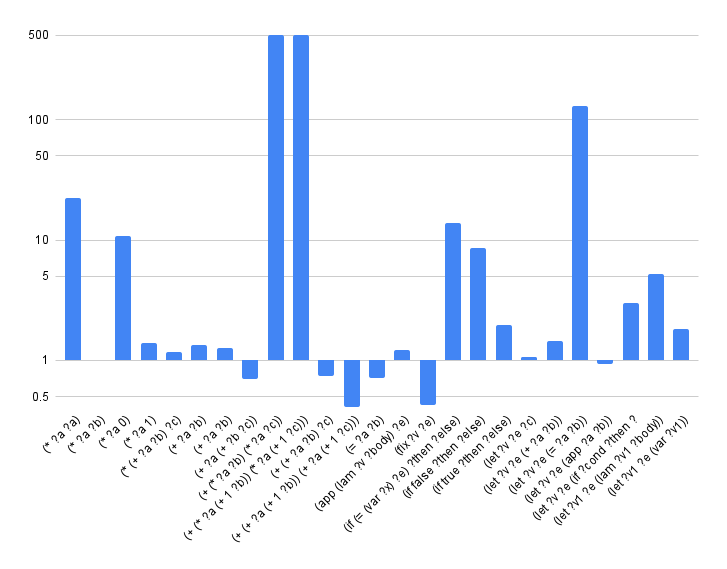 500
100
50
10
5
1
0.5
(* ?a ?a)
(* ?a ?b)
(* ?a 0)
(* ?a 1)
(* (+ ?a ?b) ?c)
(+ ?a ?b)
(+ ?a ?b)
(+ ?a (+ ?b ?c))
(+ (* ?a ?b) (* ?a ?c))
(+ (* ?a (+ 1 ?b)) (* ?a (+ 1 ?c)))
(+ (+ ?a ?b) ?c)
(+ (+ ?a (+ 1 ?b)) (+ ?a (+ 1 ?c)))
(= ?a ?b)
(app (lam ?v ?body) ?e)
(fix ?v ?e)
(if (= (var ?x) ?e) ?then ?else)
(if false ?then ?else)
(if true ?then ?else)
(let ?v ?e ?c)
(let ?v ?e (+ ?a ?b))
(let ?v ?e (= ?a ?b))
(let ?v ?e (app ?a ?b))
(let ?v ?e (if ?cond ?then ?
(let ?v1 ?e (lam ?v1 ?body))
(let ?v1 ?e (var ?v1))